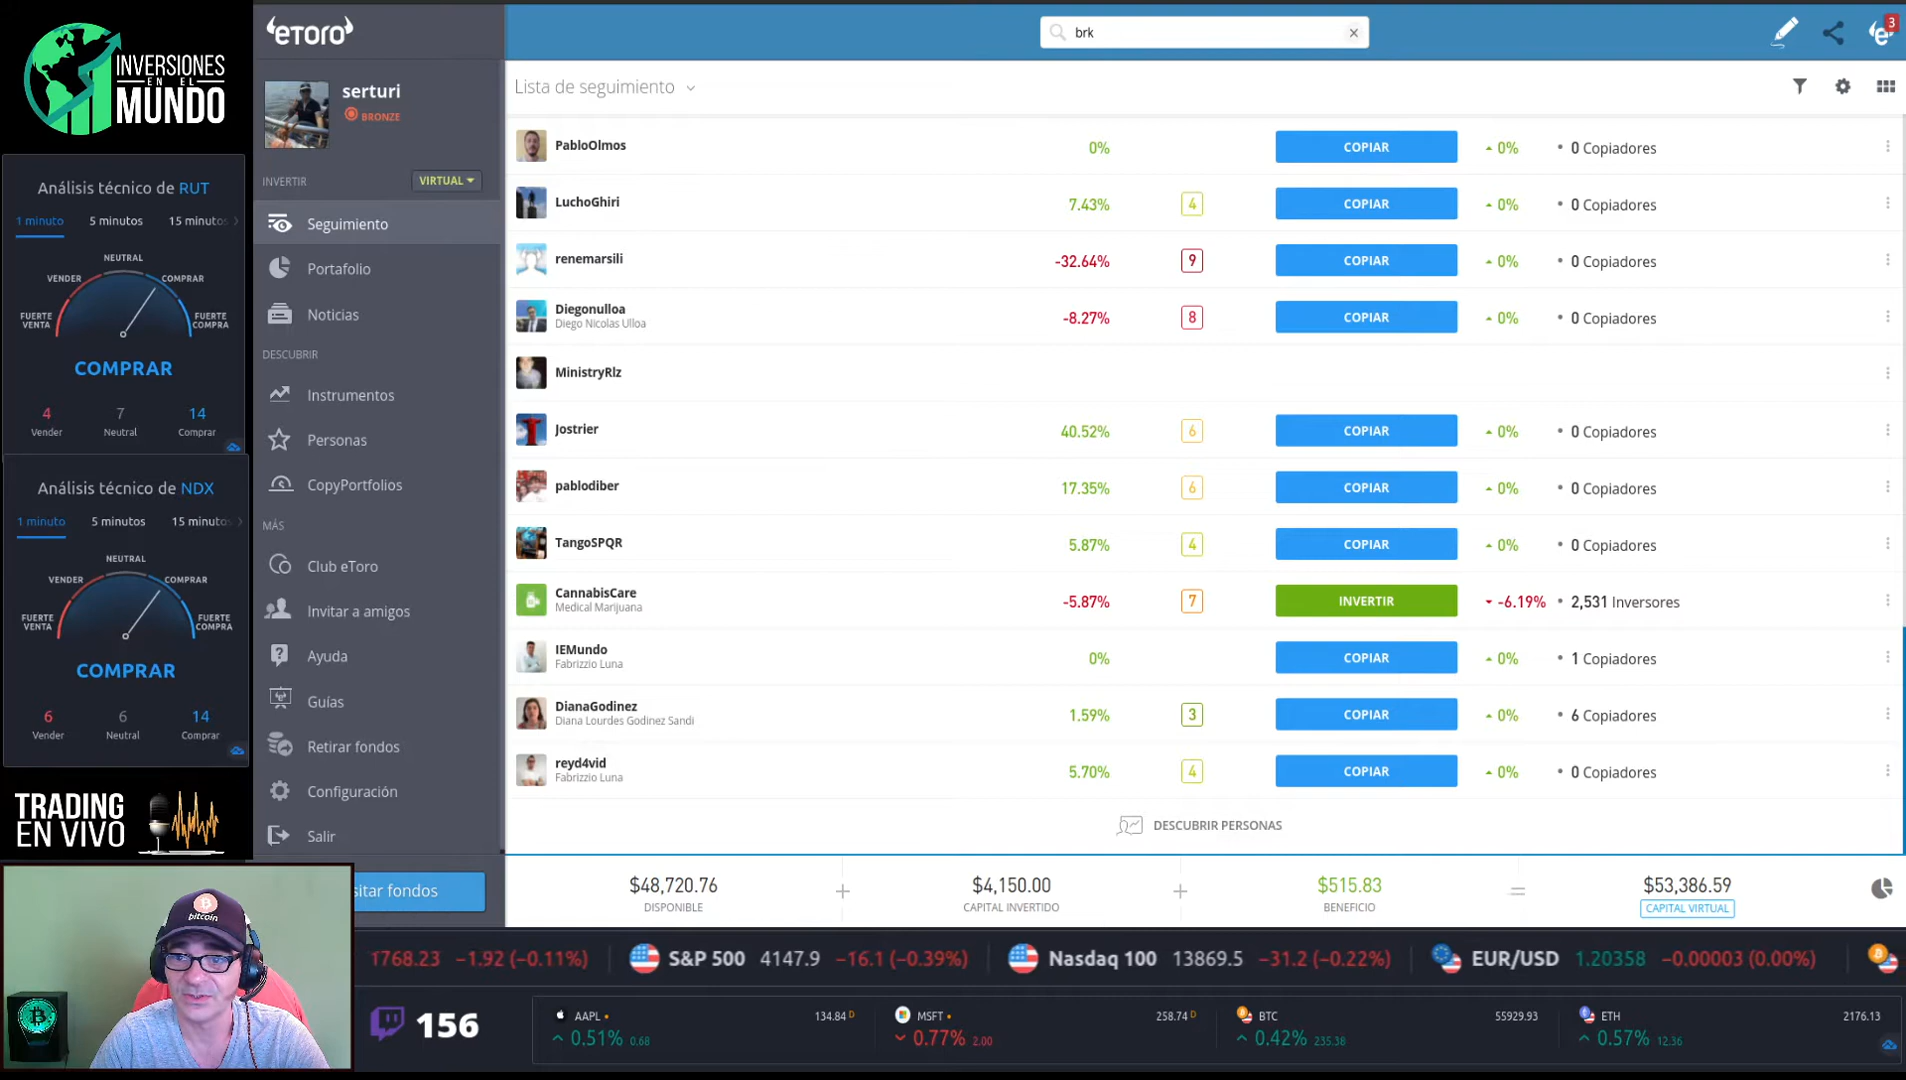 INVERSIONES
EN EL
MUNDO
Análisis técnico de RUT
1 minuto 5 minutos 15 minutos
NEUTRAL
VENDER COMPRAR
FUERTE VENTA FUERTE COMPRA
COMPRAR
4 7 14
Vender Neutral Comprar
Análisis técnico de NDX
1 minuto 5 minutos 15 minutos
NEUTRAL
VENDER COMPRAR
FUERTE VENTA FUERTE COMPRA
COMPRAR
6 6 14
Vender Neutral Comprar
TRADING
EN VIVO
bitcoin
eToro
serturi
BRONZE
INVERTIR VIRTUAL
Seguimiento
Portafolio
Noticias
DESCUBRIR
Instrumentos
Personas
CopyPortfolios
MÁS
Club eToro
Invitar a amigos
Ayuda
Guías
Retirar fondos
Configuración
Salir
sitar fondos
brk
3
Lista de seguimiento
PabloOlmos 0% COPIAR 0% • 0 Copiadores
LuchoGhiri 7.43% 4 COPIAR 0% • 0 Copiadores
renemarsili -32.64% 9 COPIAR 0% • 0 Copiadores
Diegonulloa -8.27% 8 COPIAR 0% • 0 Copiadores
Diego Nicolas Ulloa
MinistryRlz
Jostrier 40.52% 6 COPIAR 0% • 0 Copiadores
pablodiber 17.35% 6 COPIAR 0% • 0 Copiadores
TangoSPQR 5.87% 4 COPIAR 0% • 0 Copiadores
CannabisCare -5.87% 7 INVERTIR -6.19% • 2,531 Inversores
Medical Marijuana
IEMundo 0% COPIAR 0% • 1 Copiadores
Fabrizzio Luna
DianaGodinez 1.59% 3 COPIAR 0% • 6 Copiadores
Diana Lourdes Godinez Sandi
reyd4vid 5.70% 4 COPIAR 0% • 0 Copiadores
Fabrizzio Luna
DESCUBRIR PERSONAS
$48,720.76 + $4,150.00 + $515.83 = $53,386.59
DISPONIBLE CAPITAL INVERTIDO BENEFICIO CAPITAL VIRTUAL
1768.23 −1.92 (−0.11%) S&P 500 4147.9 −16.1 (−0.39%) Nasdaq 100 13869.5 −31.2 (−0.22%) EUR/USD 1.20358 −0.00003 (0.00%)
156
AAPL 134.84 D MSFT 258.74 D BTC 55929.93 ETH 2176.13
0.51% 0.68 0.77% 2.00 0.42% 235.38 0.57% 12.36